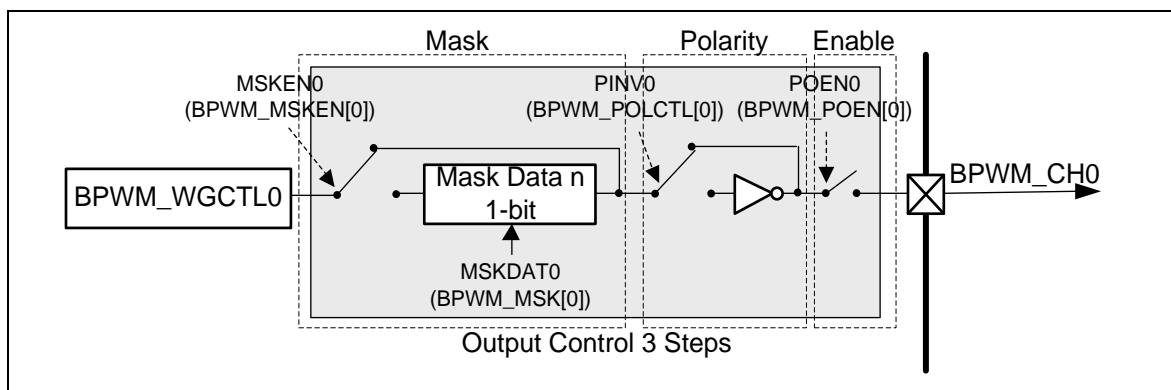 Mask
Polarity
Enable
MSKEN0
(BPWM_MSKEN[0])
PINV0
(BPWM_POLCTL[0])
POEN0
(BPWM_POEN[0])
BPWM_WGCTL0
Mask Data n
1-bit
BPWM_CH0
MSKDAT0
(BPWM_MSK[0])
Output Control 3 Steps